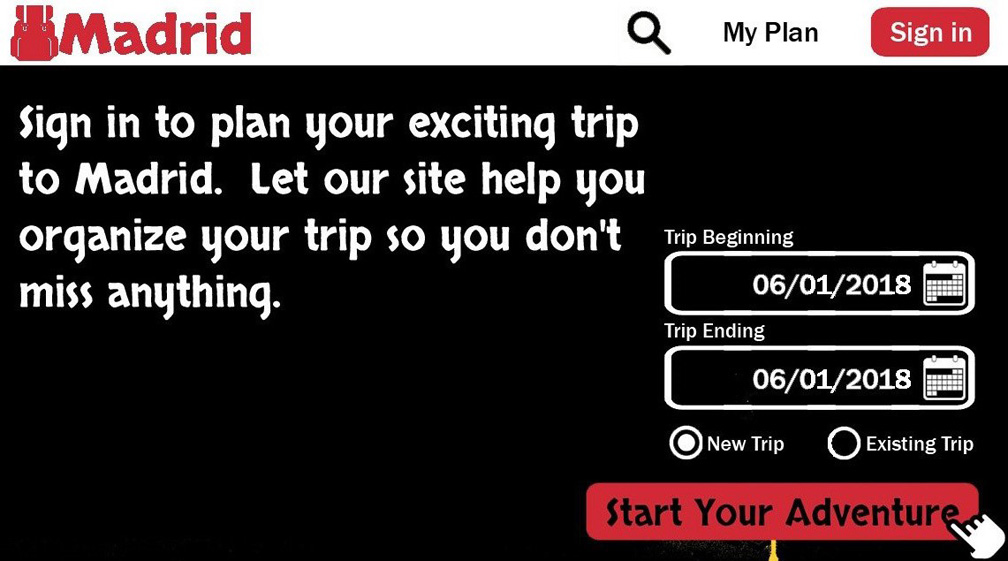 Madrid
My Plan
Sign in
Sign in to plan your exciting trip
to Madrid. Let our site help you
organize your trip so you don't
miss anything.
Trip Beginning
06/01/2018
Trip Ending
06/01/2018
New Trip
Existing Trip
Start Your Adventure